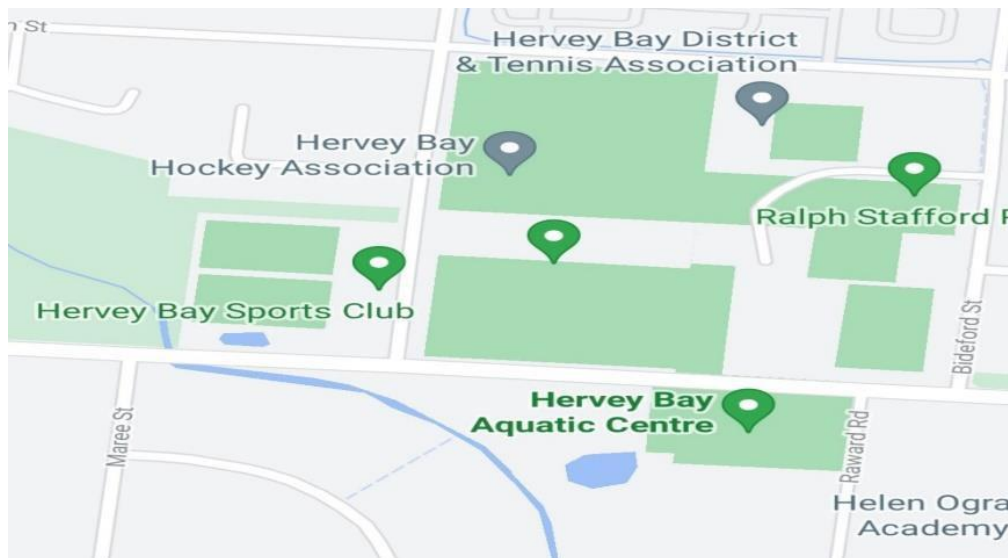 St
Hervey Bay District
& Tennis Association
Hervey Bay
Hockey Association
Ralph Stafford
Hervey Bay Sports Club
Bideford St
Hervey Bay
Aquatic Centre
Maree St
Raward Rd
Helen Ogra
Academy